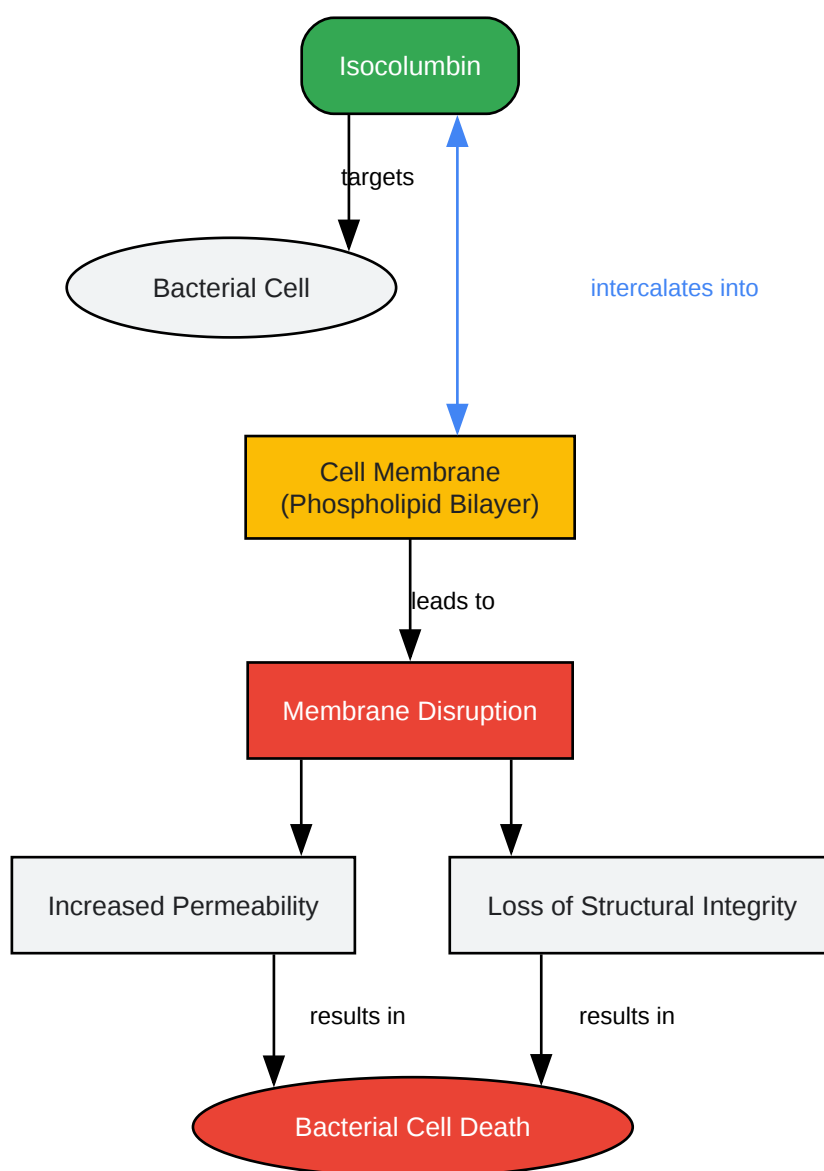 Isocolumbin
targets
Bacterial Cell
intercalates into
Cell Membrane
(Phospholipid Bilayer)
leads to
Membrane Disruption
Increased Permeability
Loss of Structural Integrity
results in
results in
Bacterial Cell Death